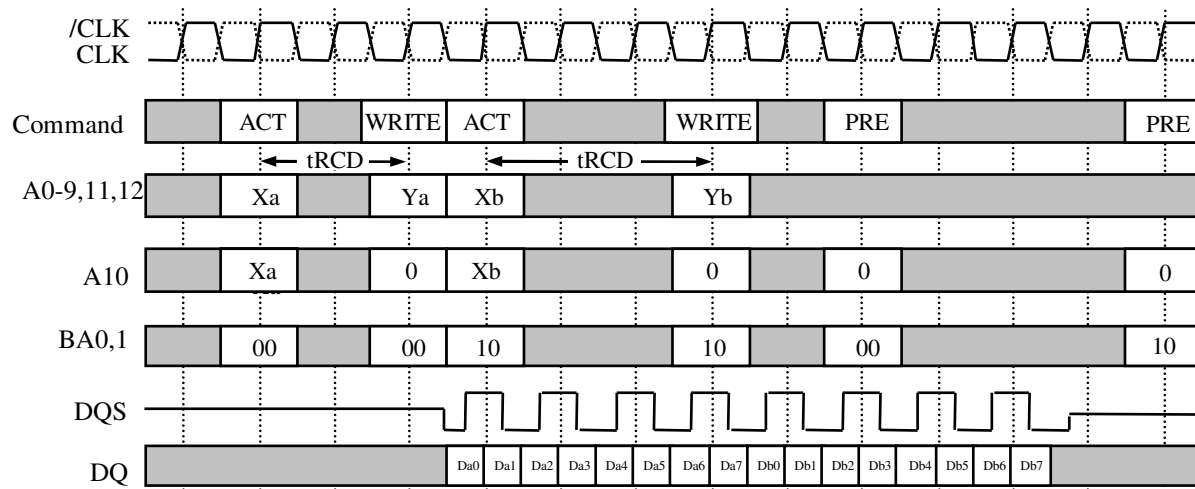 /CLK
CLK
Command ACT WRITE ACT WRITE PRE PRE
tRCD tRCD
A0-9,11,12 Xa Ya Xb Yb
A10 Xa 0 Xb 0 0 0
BA0,1 00 00 10 10 00 10
DQS
DQ Da0 Da1 Da2 Da3 Da4 Da5 Da6 Da7 Db0 Db1 Db2 Db3 Db4 Db5 Db6 Db7